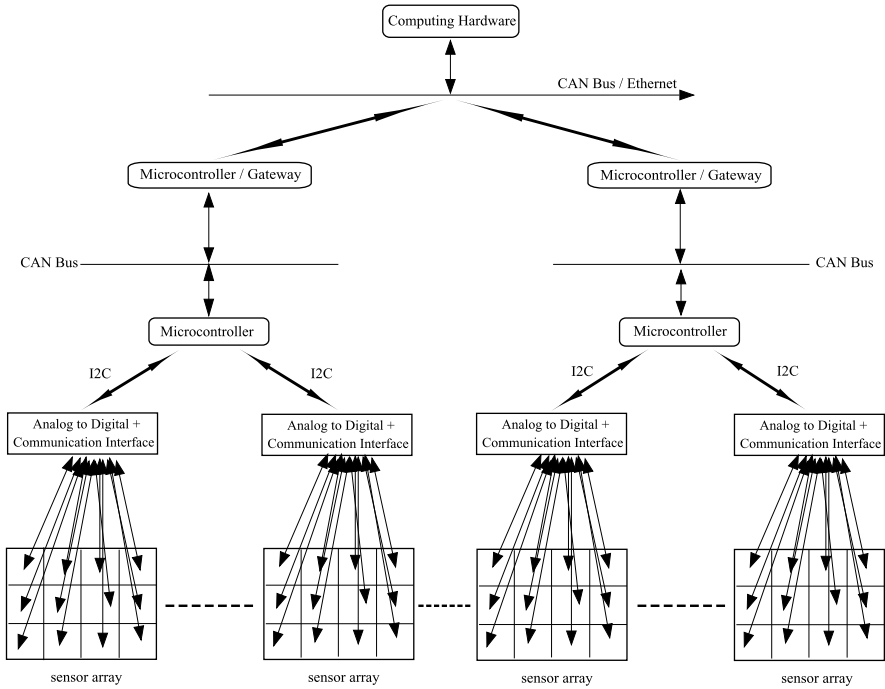 Computing Hardware
CAN Bus / Ethernet
Microcontroller / Gateway
Microcontroller / Gateway
CAN Bus
CAN Bus
Microcontroller
Microcontroller
I2C
I2C
I2C
I2C
Analog to Digital +
Communication Interface
Analog to Digital +
Communication Interface
Analog to Digital +
Communication Interface
Analog to Digital +
Communication Interface
sensor array
sensor array
sensor array
sensor array